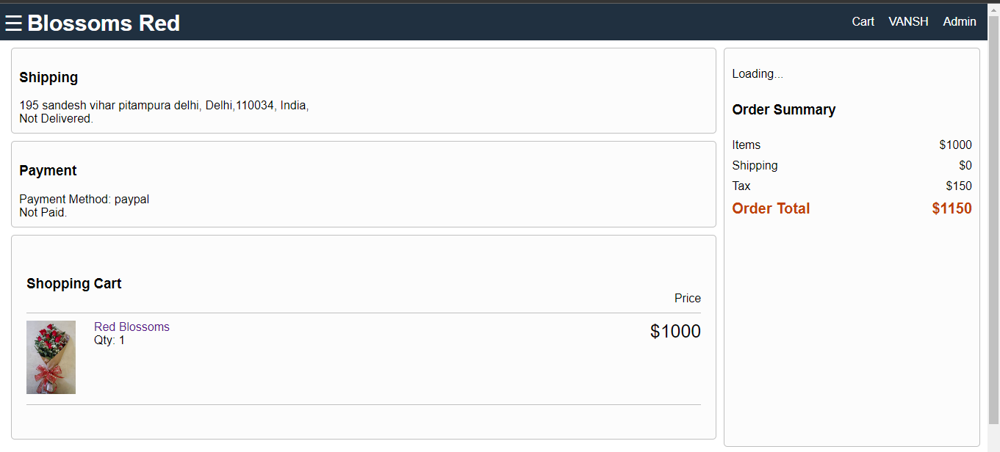 ☰ Blossoms Red
Cart VANSH Admin
Shipping
195 sandesh vihar pitampura delhi, Delhi,110034, India,
Not Delivered.
Payment
Payment Method: paypal
Not Paid.
Shopping Cart
Price
Red Blossoms
Qty: 1
$1000
Loading...
Order Summary
Items $1000
Shipping $0
Tax $150
Order Total $1150